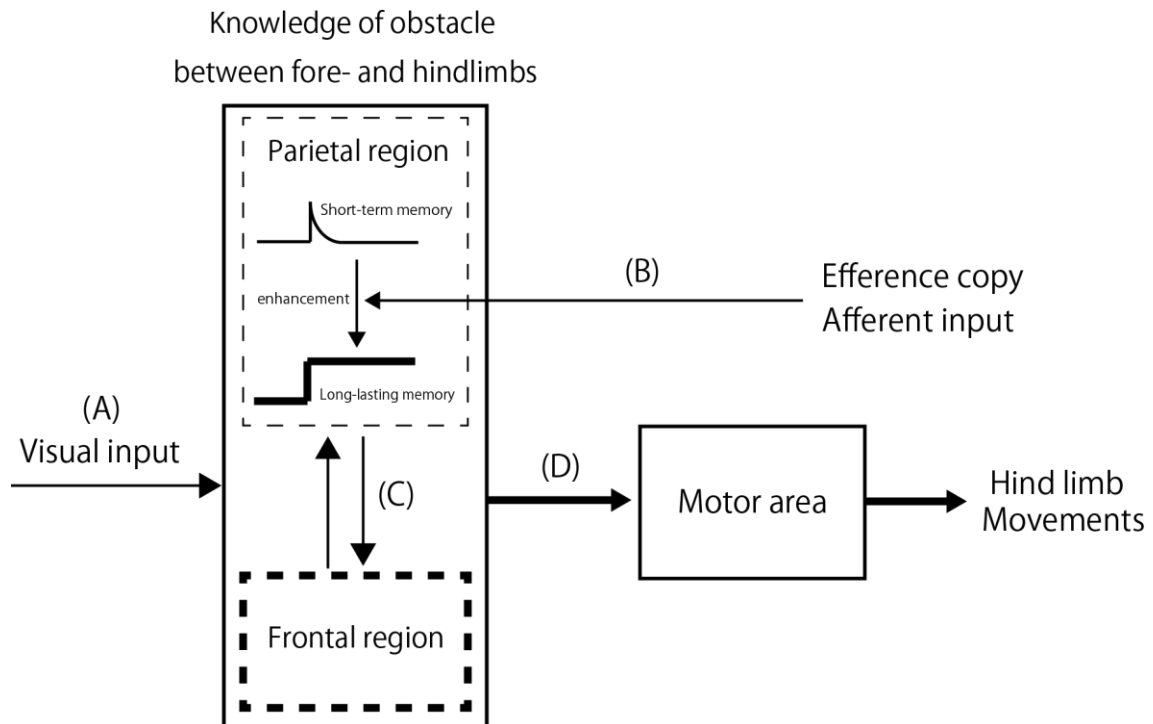 Knowledge of obstacle
between fore- and hindlimbs
Parietal region
Short-term memory
enhancement
(B)
Efference copy
Afferent input
Long-lasting memory
(A)
Visual input
(C)
(D)
Motor area
Hind limb
Movements
Frontal region